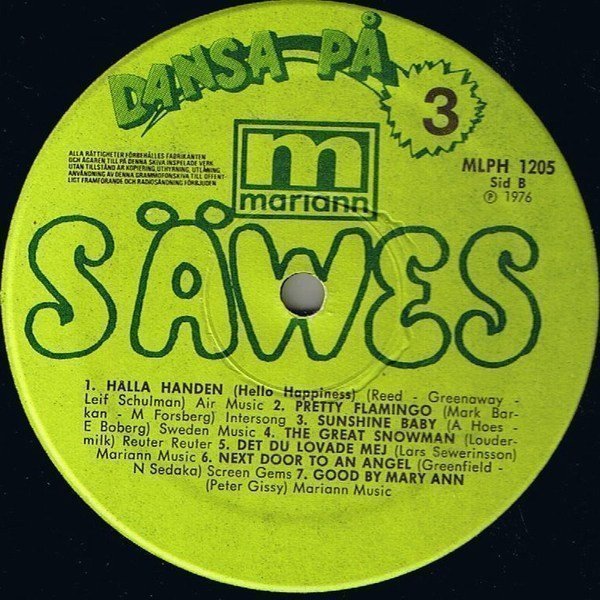 DANSA PÅ
3
ALLA RÄTTIGHETER FÖRBEHÅLLES FABRIKANTEN
OCH ÄGAREN TILL PÅ DENNA SKIVA INSPELADE VERK.
UTAN TILLSTÅND ÄR KOPIERING, UTHYRNING, UTLÅNING,
ANVÄNDNING AV DENNA GRAMMOFONSKIVA TILL OFFENT-
LIGT FRAMFÖRANDE OCH RADIOSÄNDNING FÖRBJUDEN
m
mariann
MLPH 1205
Sid B
℗ 1976
SÄWES
1. HÅLLA HANDEN (Hello Happiness) (Reed - Greenaway -
Leif Schulman) Air Music 2. PRETTY FLAMINGO (Mark Bar-
kan - M Forsberg) Intersong 3. SUNSHINE BABY (A Hoes -
E Boberg) Sweden Music 4. THE GREAT SNOWMAN (Louder-
milk) Reuter Reuter 5. DET DU LOVADE MEJ (Lars Sewerinsson)
Mariann Music 6. NEXT DOOR TO AN ANGEL (Greenfield -
N Sedaka) Screen Gems 7. GOOD BY MARY ANN
(Peter Gissy) Mariann Music